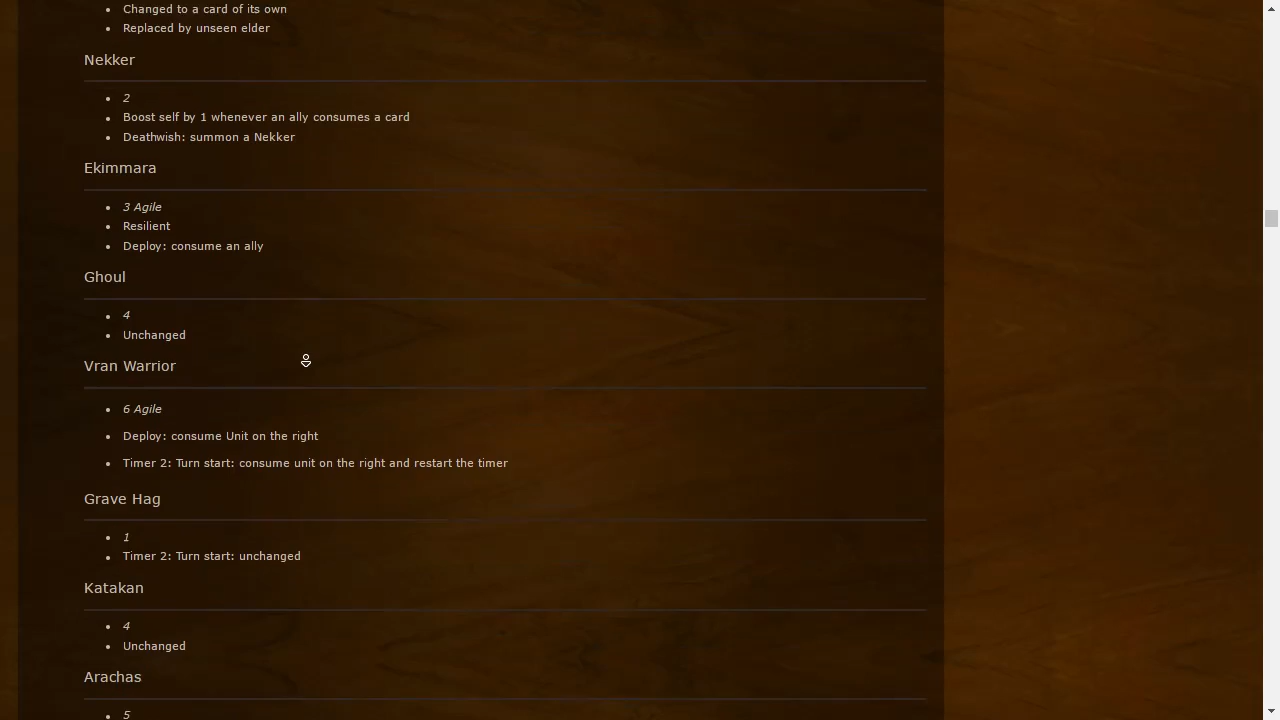 Changed to a card of its own
Replaced by unseen elder
Nekker
2
Boost self by 1 whenever an ally consumes a card
Deathwish: summon a Nekker
Ekimmara
3 Agile
Resilient
Deploy: consume an ally
Ghoul
4
Unchanged
Vran Warrior
6 Agile
Deploy: consume Unit on the right
Timer 2: Turn start: consume unit on the right and restart the timer
Grave Hag
1
Timer 2: Turn start: unchanged
Katakan
4
Unchanged
Arachas
5